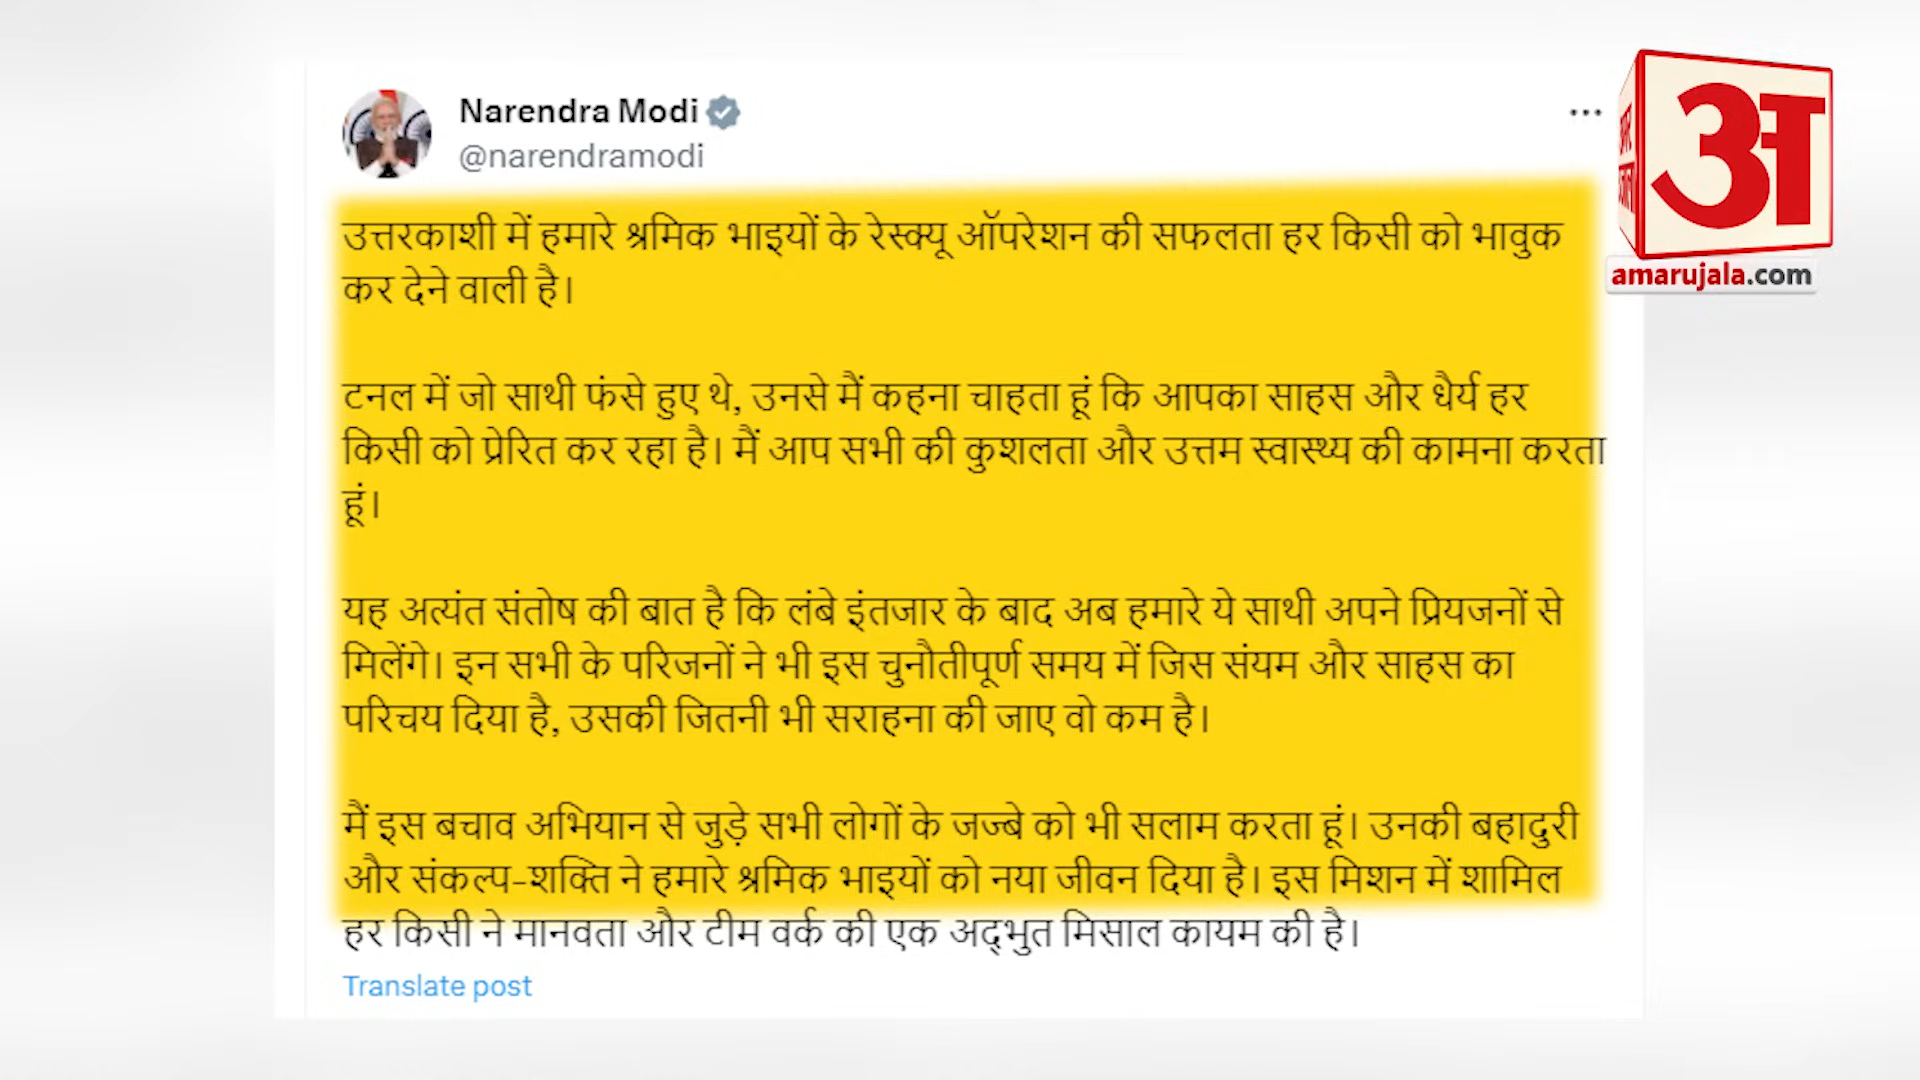 Narendra Modi
@narendramodi
उत्तरकाशी में हमारे श्रमिक भाइयों के रेस्क्यू ऑपरेशन की सफलता हर किसी को भावुक
कर देने वाली है।
टनल में जो साथी फंसे हुए थे, उनसे मैं कहना चाहता हूं कि आपका साहस और धैर्य हर
किसी को प्रेरित कर रहा है। मैं आप सभी की कुशलता और उत्तम स्वास्थ्य की कामना करता
हूं।
यह अत्यंत संतोष की बात है कि लंबे इंतजार के बाद अब हमारे ये साथी अपने प्रियजनों से
मिलेंगे। इन सभी के परिजनों ने भी इस चुनौतीपूर्ण समय में जिस संयम और साहस का
परिचय दिया है, उसकी जितनी भी सराहना की जाए वो कम है।
मैं इस बचाव अभियान से जुड़े सभी लोगों के जज्बे को भी सलाम करता हूं। उनकी बहादुरी
और संकल्प-शक्ति ने हमारे श्रमिक भाइयों को नया जीवन दिया है। इस मिशन में शामिल
हर किसी ने मानवता और टीम वर्क की एक अद्भुत मिसाल कायम की है।
Translate post
अ
amarujala.com